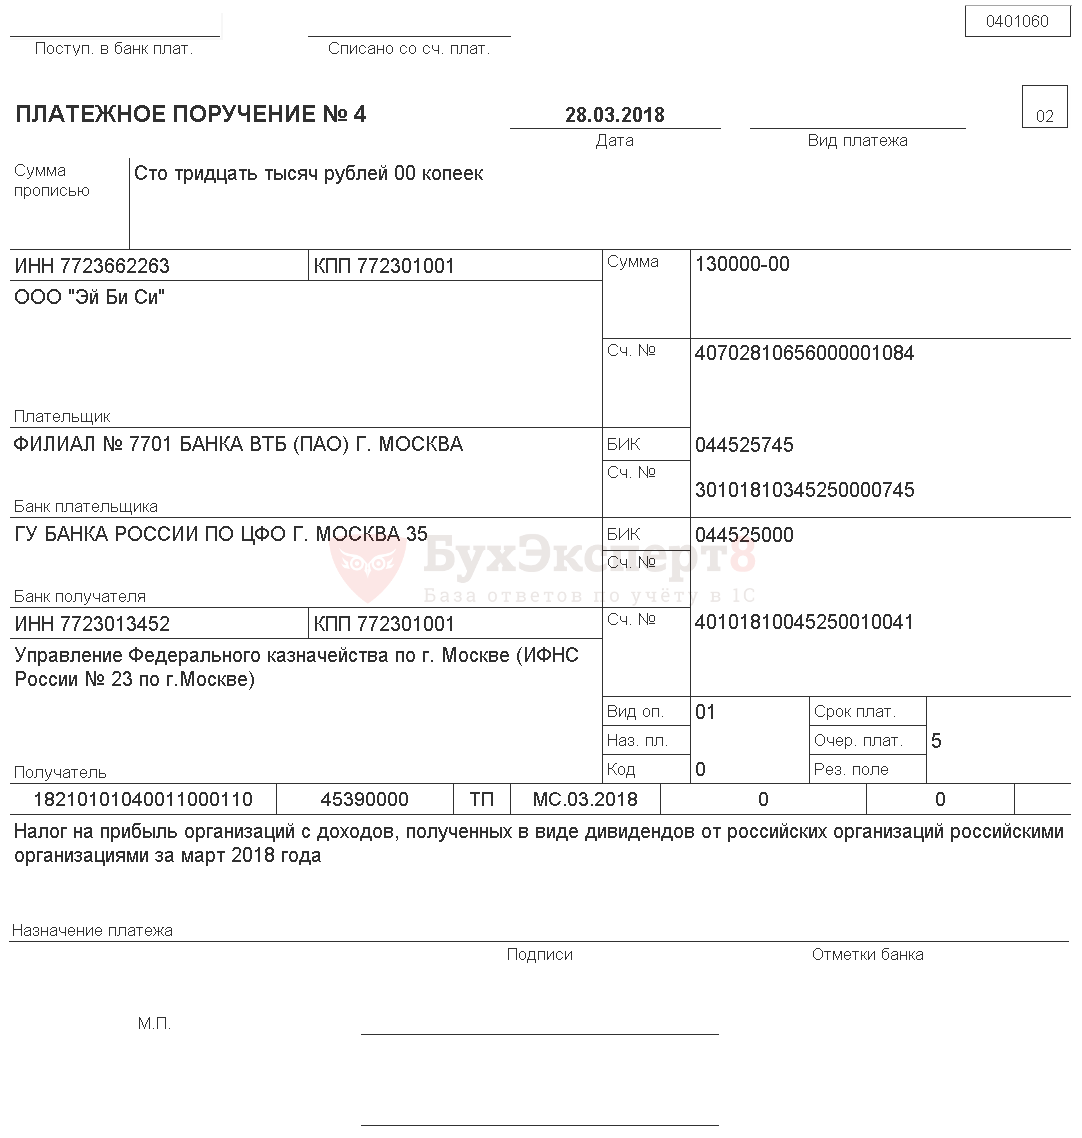 0401060
Поступ. в банк плат.
Списано со сч. плат.
ПЛАТЕЖНОЕ ПОРУЧЕНИЕ № 4
28.03.2018
02
Дата
Вид платежа
Сумма
прописью
Сто тридцать тысяч рублей 00 копеек
ИНН 7723662263
КПП 772301001
Сумма
130000-00
ООО "Эй Би Си"
Сч. №
40702810656000001084
Плательщик
ФИЛИАЛ № 7701 БАНКА ВТБ (ПАО) Г. МОСКВА
БИК
044525745
Сч. №
30101810345250000745
Банк плательщика
ГУ БАНКА РОССИИ ПО ЦФО Г. МОСКВА 35
БИК
044525000
БухЭксперт8
Сч. №
База ответов по учёту в 1С
Банк получателя
ИНН 7723013452
КПП 772301001
Сч. №
40101810045250010041
Управление Федерального казначейства по г. Москве (ИФНС
России № 23 по г.Москве)
Вид оп.
01
Срок плат.
Наз. пл.
Очер. плат.
5
Получатель
Код
0
Рез. поле
18210101040011000110
45390000
ТП
МС.03.2018
0
0
Налог на прибыль организаций с доходов, полученных в виде дивидендов от российских организаций российскими
организациями за март 2018 года
Назначение платежа
Подписи
Отметки банка
М.П.